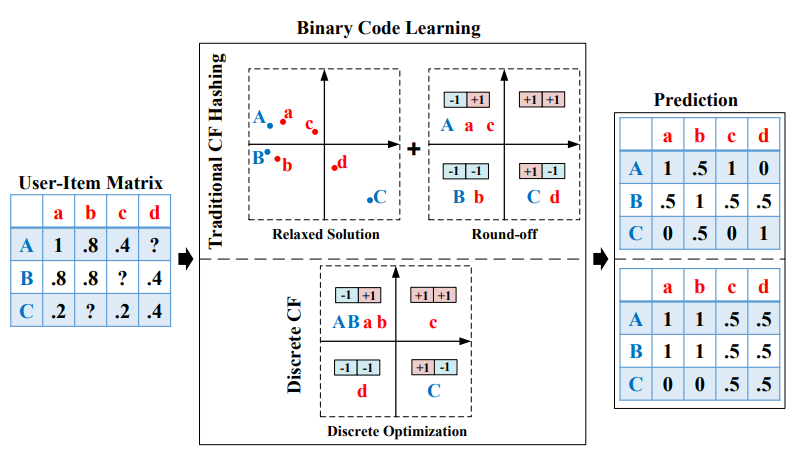 Binary Code Learning
User-Item Matrix
a b c d
A 1 .8 .4 ?
B .8 .8 ? .4
C .2 ? .2 .4
Traditional CF Hashing
A a c
B b d
C
Relaxed Solution
+
-1 +1 +1 +1
A a c
-1 -1 +1 -1
B b C d
Round-off
Discrete CF
-1 +1 +1 +1
A B a b c
-1 -1 +1 -1
d C
Discrete Optimization
Prediction
a b c d
A 1 .5 1 0
B .5 1 .5 .5
C 0 .5 0 1
a b c d
A 1 1 .5 .5
B 1 1 .5 .5
C 0 0 .5 .5